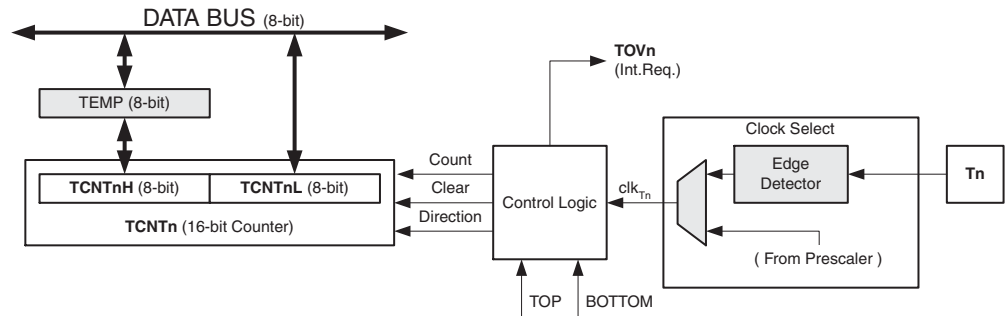 DATA BUS (8-bit)
TOVn
(Int.Req.)
TEMP (8-bit)
Clock Select
Count
Edge
Detector
Tn
TCNTnH (8-bit) TCNTnL (8-bit)
Clear
Control Logic
clkTn
TCNTn (16-bit Counter)
Direction
( From Prescaler )
TOP BOTTOM